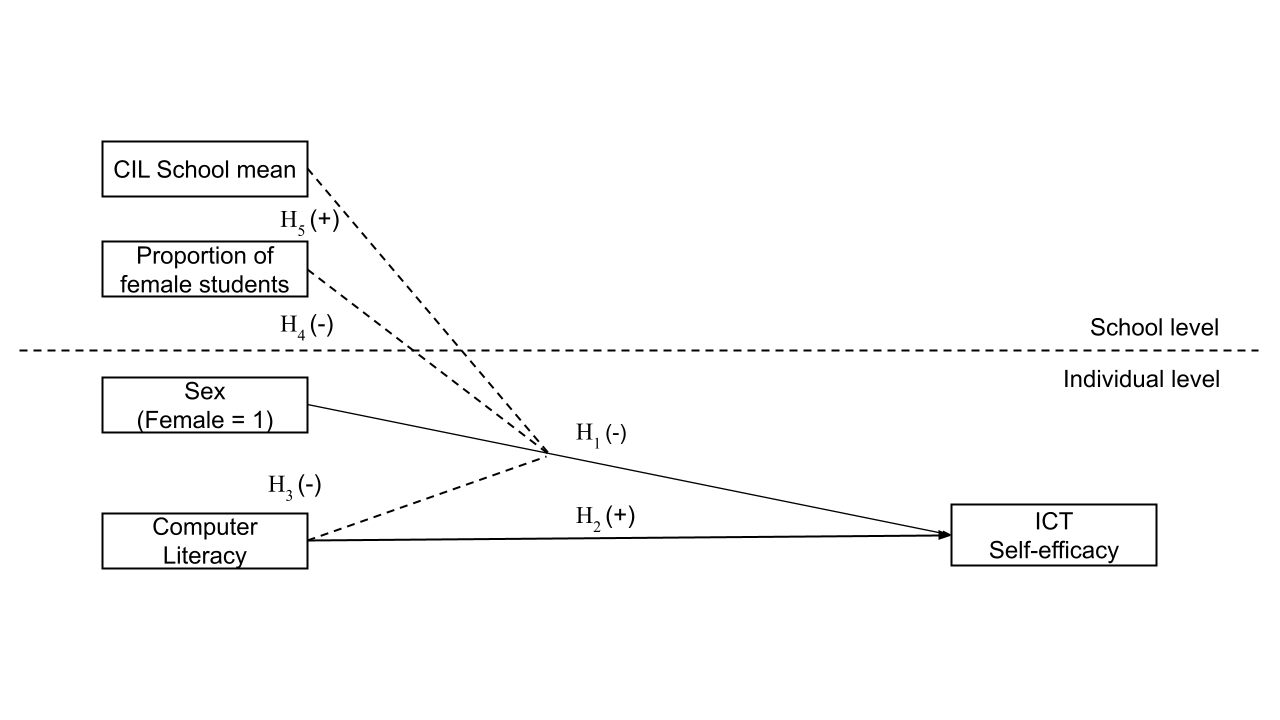 CIL School mean
H5 (+)
Proportion of
female students
H4 (-)
School level
Individual level
Sex
(Female = 1)
H1 (-)
H3 (-)
H2 (+)
Computer
Literacy
ICT
Self-efficacy